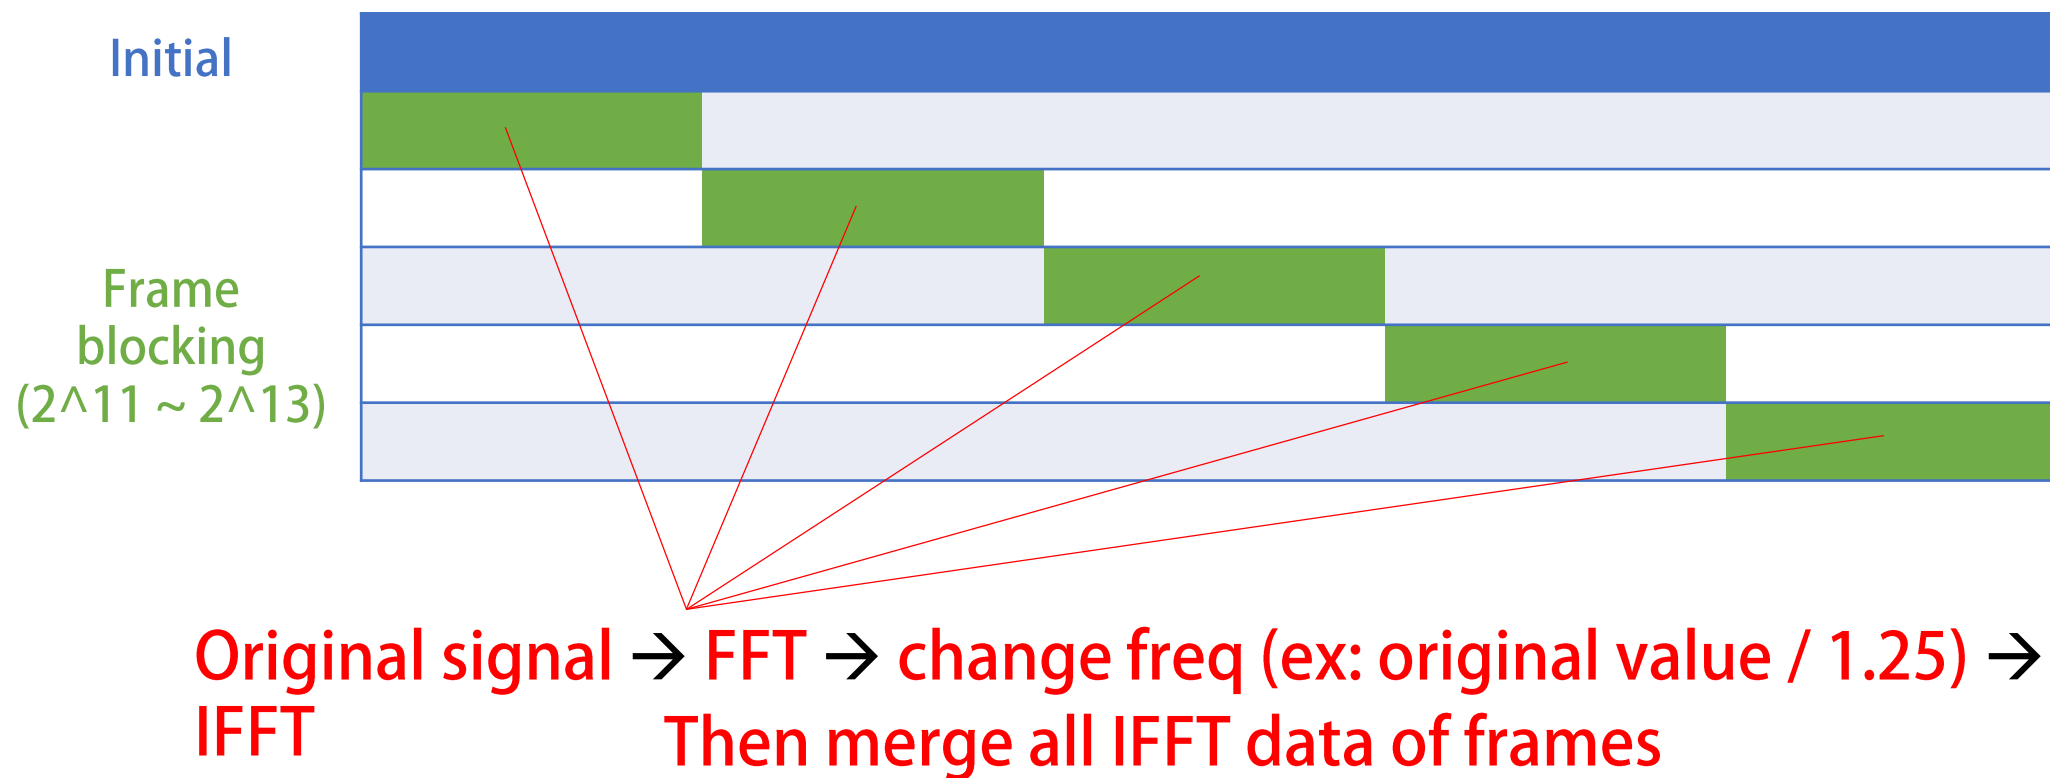 Initial
Frame
blocking
(2^11 ~ 2^13)
Original signal → FFT → change freq (ex: original value / 1.25) →
IFFT
Then merge all IFFT data of frames